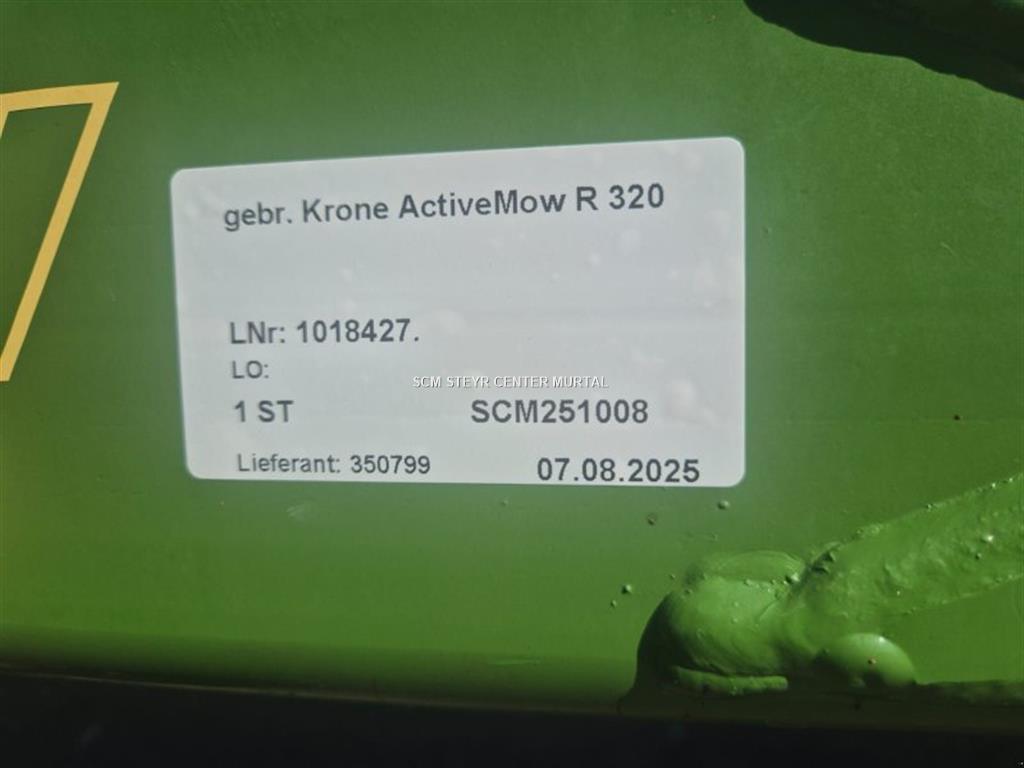 gebr. Krone ActiveMow R 320
LNr: 1018427.
LO:
SCM STEYR CENTER MURTAL
1 ST SCM251008
Lieferant: 350799 07.08.2025